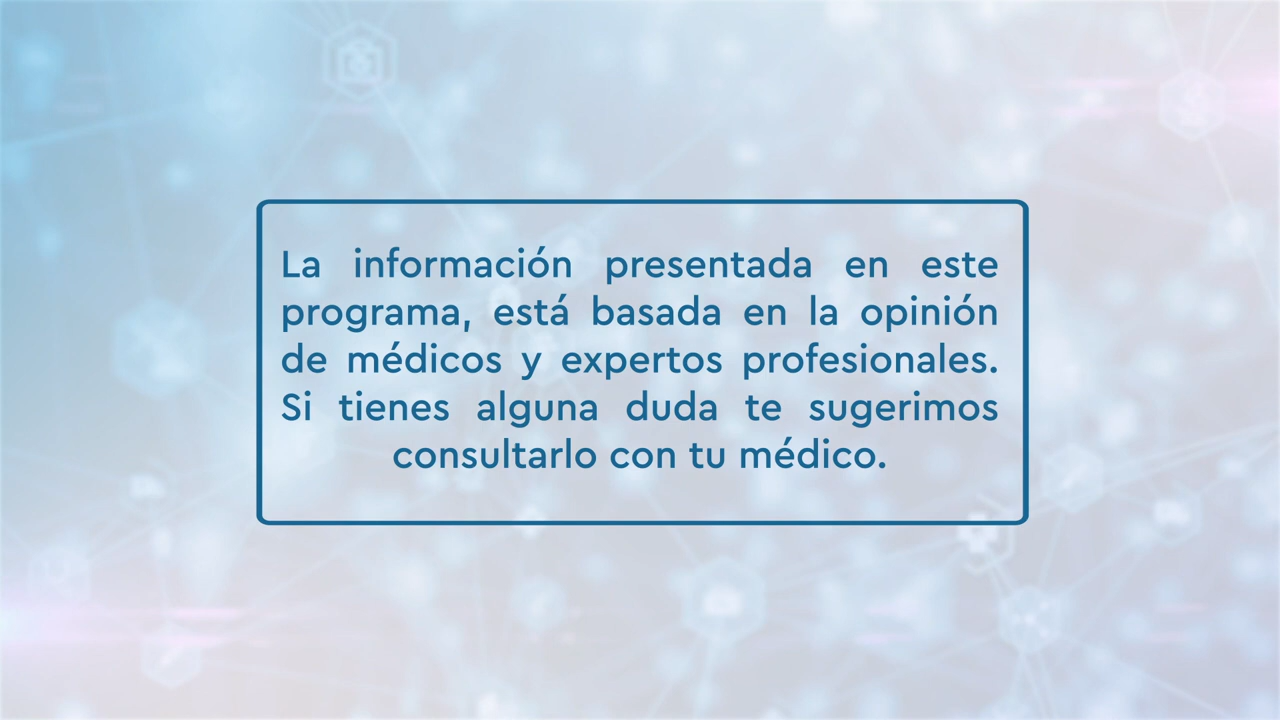 La información presentada en este
programa, está basada en la opinión
de médicos y expertos profesionales.
Si tienes alguna duda te sugerimos
consultarlo con tu médico.